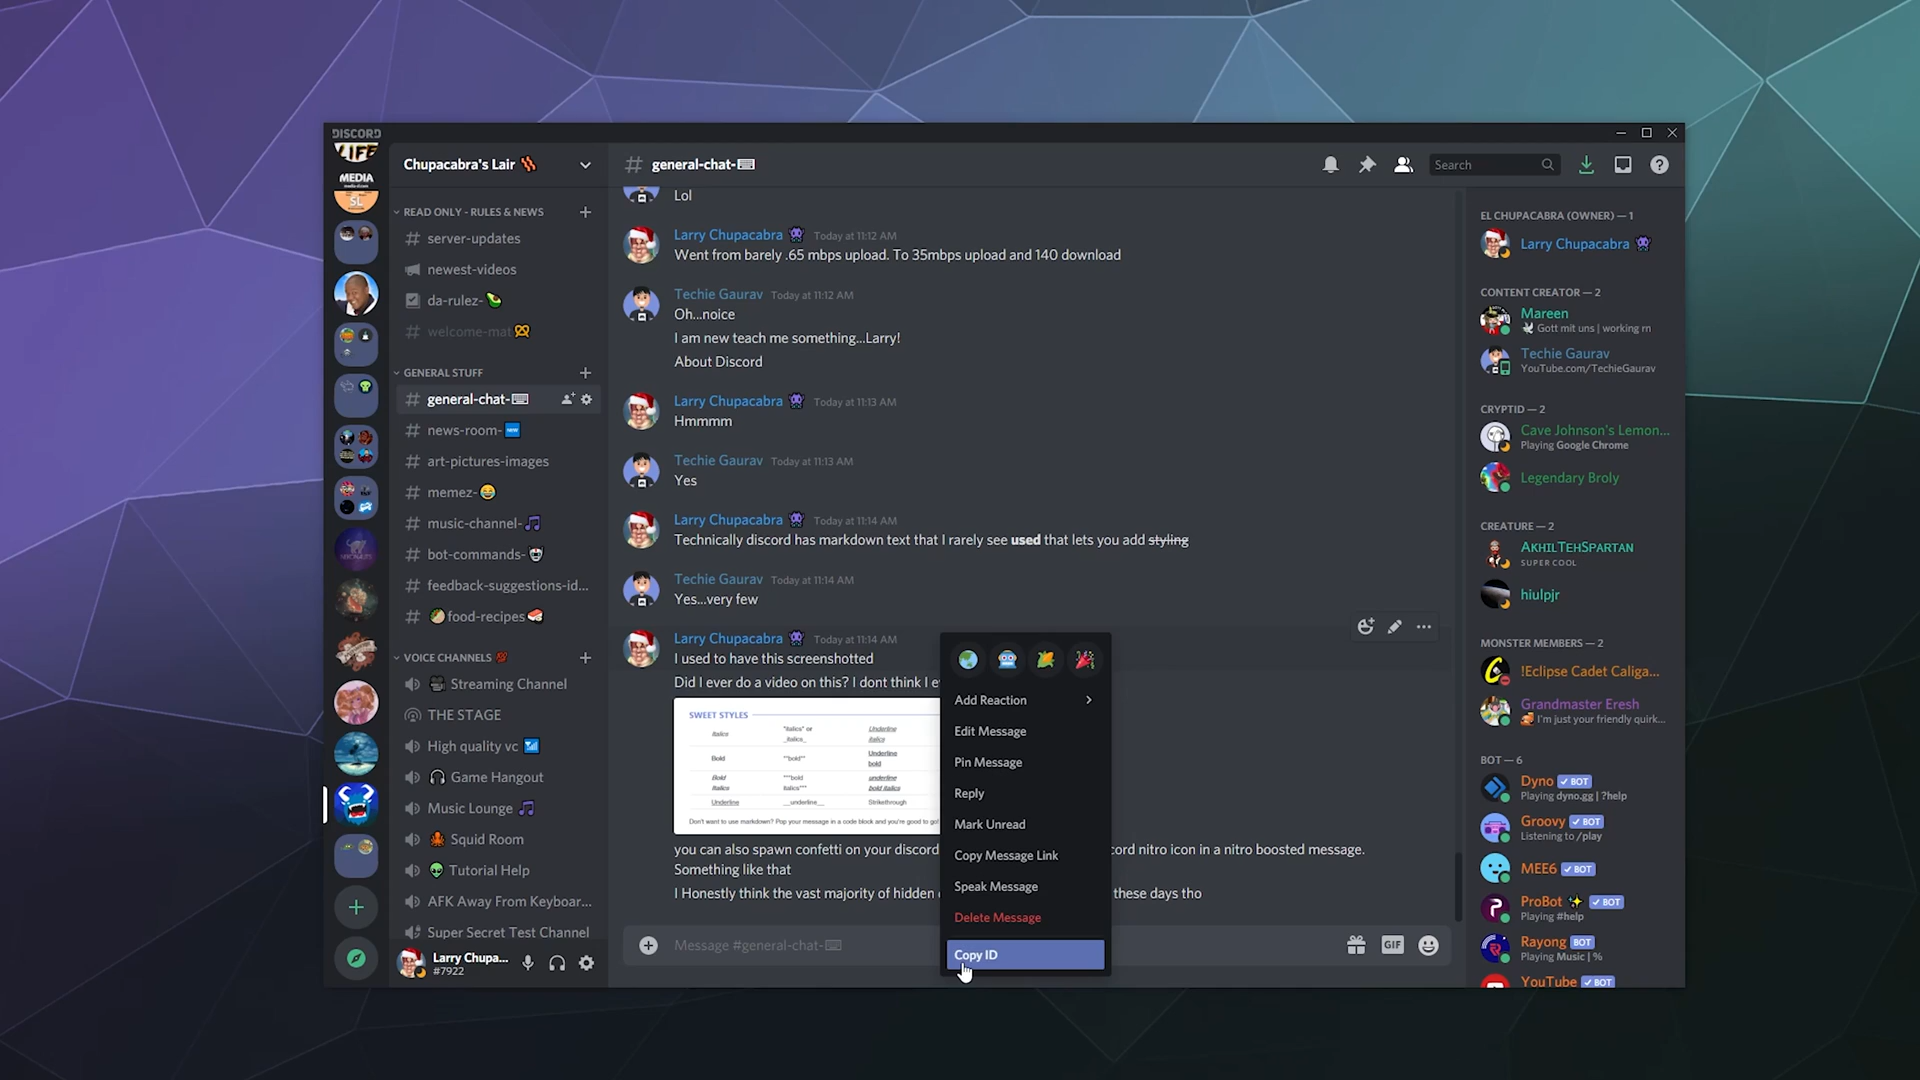 DISCORD
LIFE
MEDIA
SL
Chupacabra's Lair
READ ONLY - RULES & NEWS
server-updates
newest-videos
da-rulez-
welcome-mat
GENERAL STUFF
general-chat-
news-room-
art-pictures-images
memez-
music-channel-
bot-commands-
feedback-suggestions-id...
food-recipes
VOICE CHANNELS
Streaming Channel
THE STAGE
High quality vc
Game Hangout
Music Lounge
Squid Room
Tutorial Help
AFK Away From Keyboar...
Super Secret Test Channel
Larry Chupa...
#7922
general-chat-
Search
Lol
Larry Chupacabra Today at 11:12 AM
Went from barely .65 mbps upload. To 35mbps upload and 140 download
Techie Gaurav Today at 11:12 AM
Oh...noice
I am new teach me something...Larry!
About Discord
Larry Chupacabra Today at 11:13 AM
Hmmmm
Techie Gaurav Today at 11:13 AM
Yes
Larry Chupacabra Today at 11:14 AM
Technically discord has markdown text that I rarely see used that lets you add styling
Techie Gaurav Today at 11:14 AM
Yes...very few
Larry Chupacabra Today at 11:14 AM
I used to have this screenshotted
Did I ever do a video on this? I dont think I e
SWEET STYLES
Italics *italics* or _italics_ Underline italics
Bold **bold** Underline bold
Bold Italics ***bold italics*** underline bold italics
Underline __underline__ Strikethrough
Don't want to use markdown? Pop your message in a code block and you're good to go!
you can also spawn confetti on your discord cord nitro icon in a nitro boosted message.
Something like that
I Honestly think the vast majority of hidden these days tho
Message #general-chat-
GIF
Add Reaction
Edit Message
Pin Message
Reply
Mark Unread
Copy Message Link
Speak Message
Delete Message
Copy ID
EL CHUPACABRA (OWNER) — 1
Larry Chupacabra
CONTENT CREATOR — 2
Mareen
Gott mit uns | working rn
Techie Gaurav
YouTube.com/TechieGaurav
CRYPTID — 2
Cave Johnson's Lemon...
Playing Google Chrome
Legendary Broly
CREATURE — 2
AKHILTEHSPARTAN
SUPER COOL
hiulpjr
MONSTER MEMBERS — 2
!Eclipse Cadet Caliga...
Grandmaster Eresh
I'm just your friendly quirk...
BOT — 6
Dyno BOT
Playing dyno.gg | ?help
Groovy BOT
Listening to /play
MEE6 BOT
ProBot BOT
Playing #help
Rayong BOT
Playing Music | %
YouTube BOT